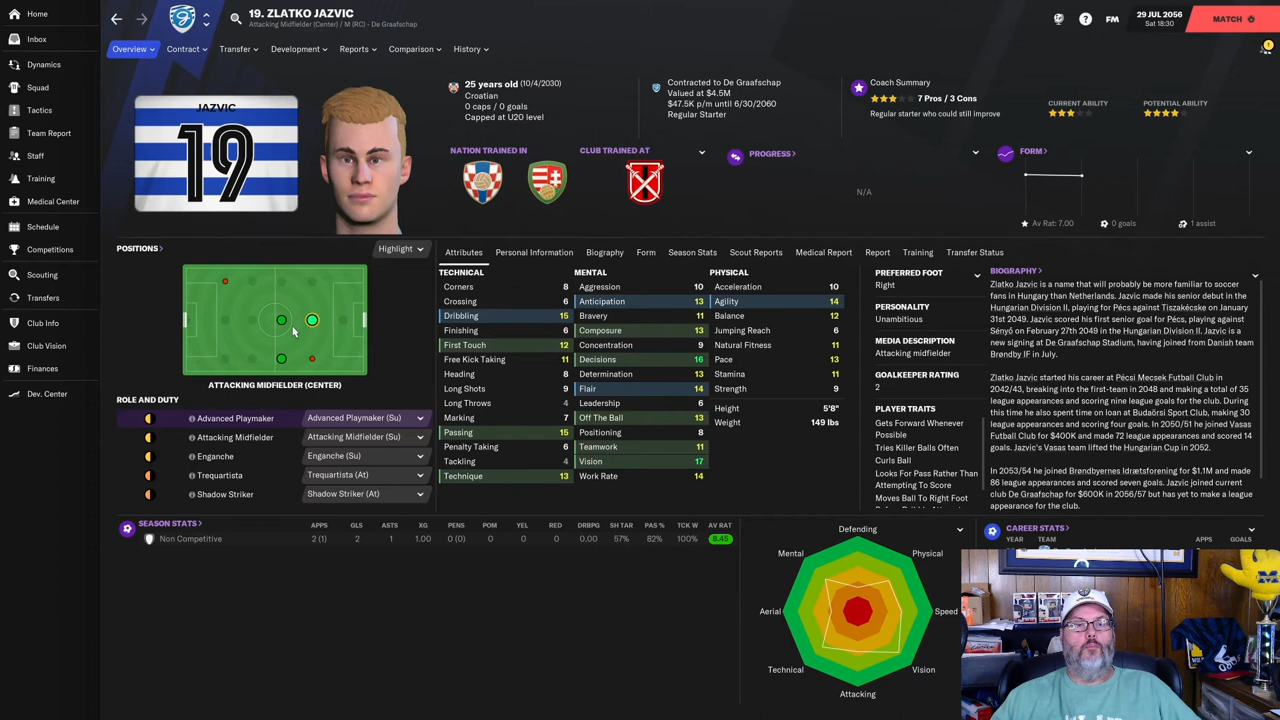 Home
Inbox
Dynamics
Squad
Tactics
Team Report
Staff
Training
Medical Center
Schedule
Competitions
Scouting
Transfers
Club Info
Club Vision
Finances
Dev. Center
19. ZLATKO JAZVIC
Attacking Midfielder (Center) / M (RC) - De Graafschap
FM
29 JUL 2056
Sat 18:30
MATCH
Overview
Contract
Transfer
Development
Reports
Comparison
History
1
JAZVIC
19
25 years old (10/4/2030)
Croatian
0 caps / 0 goals
Capped at U20 level
Contracted to De Graafschap
Valued at $4.5M
$47.5K p/m until 6/30/2060
Regular Starter
Coach Summary
7 Pros / 3 Cons
Regular starter who could still improve
CURRENT ABILITY
POTENTIAL ABILITY
NATION TRAINED IN
CLUB TRAINED AT
PROGRESS
N/A
FORM
Av Rat: 7.00
0 goals
1 assist
POSITIONS
Highlight
ATTACKING MIDFIELDER (CENTER)
ROLE AND DUTY
Advanced Playmaker Advanced Playmaker (Su)
Attacking Midfielder Attacking Midfielder (Su)
Enganche Enganche (Su)
Trequartista Trequartista (At)
Shadow Striker Shadow Striker (At)
Attributes
Personal Information
Biography
Form
Season Stats
Scout Reports
Medical Report
Report
Training
Transfer Status
TECHNICAL
Corners 8
Crossing 6
Dribbling 15
Finishing 6
First Touch 12
Free Kick Taking 11
Heading 8
Long Shots 9
Long Throws 4
Marking 7
Passing 15
Penalty Taking 6
Tackling 4
Technique 13
MENTAL
Aggression 10
Anticipation 13
Bravery 11
Composure 13
Concentration 9
Decisions 16
Determination 13
Flair 14
Leadership 6
Off The Ball 13
Positioning 8
Teamwork 11
Vision 17
Work Rate 14
PHYSICAL
Acceleration 10
Agility 14
Balance 12
Jumping Reach 6
Natural Fitness 11
Pace 13
Stamina 11
Strength 9
Height 5'8"
Weight 149 lbs
PREFERRED FOOT
Right
PERSONALITY
Unambitious
MEDIA DESCRIPTION
Attacking midfielder
GOALKEEPER RATING
2
PLAYER TRAITS
Gets Forward Whenever
Possible
Tries Killer Balls Often
Curls Ball
Looks For Pass Rather Than
Attempting To Score
Moves Ball To Right Foot
BIOGRAPHY
Zlatko Jazvic is a name that will probably be more familiar to soccer
fans in Hungary than Netherlands. Jazvic made his senior debut in the
Hungarian Division II, playing for Pécs against Tiszakécske on January
31st 2049. Jazvic scored his first senior goal for Pécs, playing against
Sényő on February 27th 2049 in the Hungarian Division II. Jazvic is a
new signing at De Graafschap Stadium, having joined from Danish team
Brøndby IF in July.
Zlatko Jazvic started his career at Pécsi Mecsek Futball Club in
2042/43, breaking into the first-team in 2048 and making a total of 35
league appearances and scoring nine league goals for the club. During
this time he also spent time on loan at Budaörsi Sport Club, making 30
league appearances and scoring four goals. In 2050/51 he joined Vasas
Futball Club for $400K and made 72 league appearances and scored 14
goals. Jazvic's Vasas team lifted the Hungarian Cup in 2052.
In 2053/54 he joined Brøndbyernes Idrætsforening for $1.1M and made
86 league appearances and scored seven goals. Jazvic joined current
club De Graafschap for $600K in 2056/57 but has yet to make a league
appearance for the club.
SEASON STATS
APPS GLS ASTS XG PENS POM YEL RED DRBPG SH TAR PAS % TCK W AV RAT
Non Competitive 2 (1) 2 1 1.00 0 (0) 0 0 0 0.00 57% 82% 100% 8.45
Defending
Physical
Speed
Vision
Attacking
Technical
Aerial
Mental
CAREER STATS
YEAR TEAM APPS GOALS